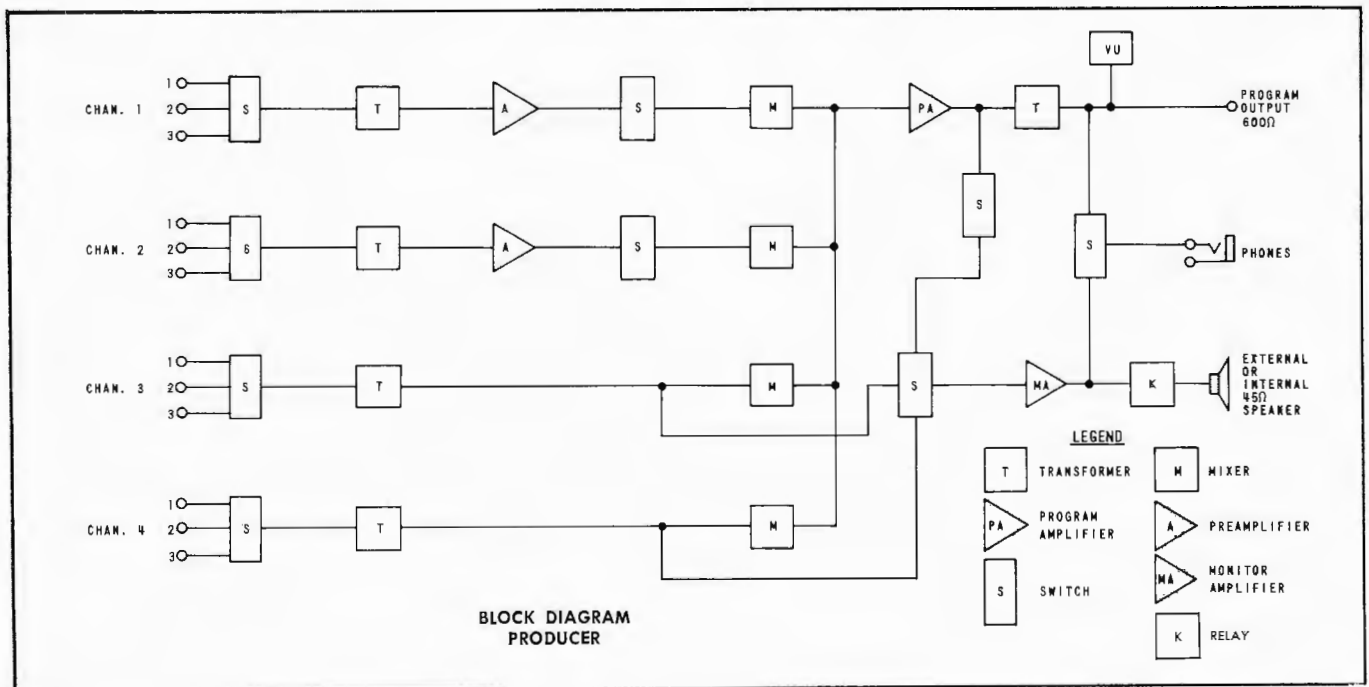 VU
1
CHAN. 1
2
3
S
T
A
S
M
PA
T
PROGRAM
OUTPUT
600Ω
S
1
CHAN. 2
2
3
6
T
A
S
M
S
PHONES
1
CHAN. 3
2
3
S
T
M
S
MA
K
EXTERNAL
OR
INTERNAL
45Ω
SPEAKER
1
CHAN. 4
2
3
S
T
M
LEGEND
T
TRANSFORMER
M
MIXER
PA
PROGRAM
AMPLIFIER
A
PREAMPLIFIER
S
SWITCH
MA
MONITOR
AMPLIFIER
K
RELAY
BLOCK DIAGRAM
PRODUCER